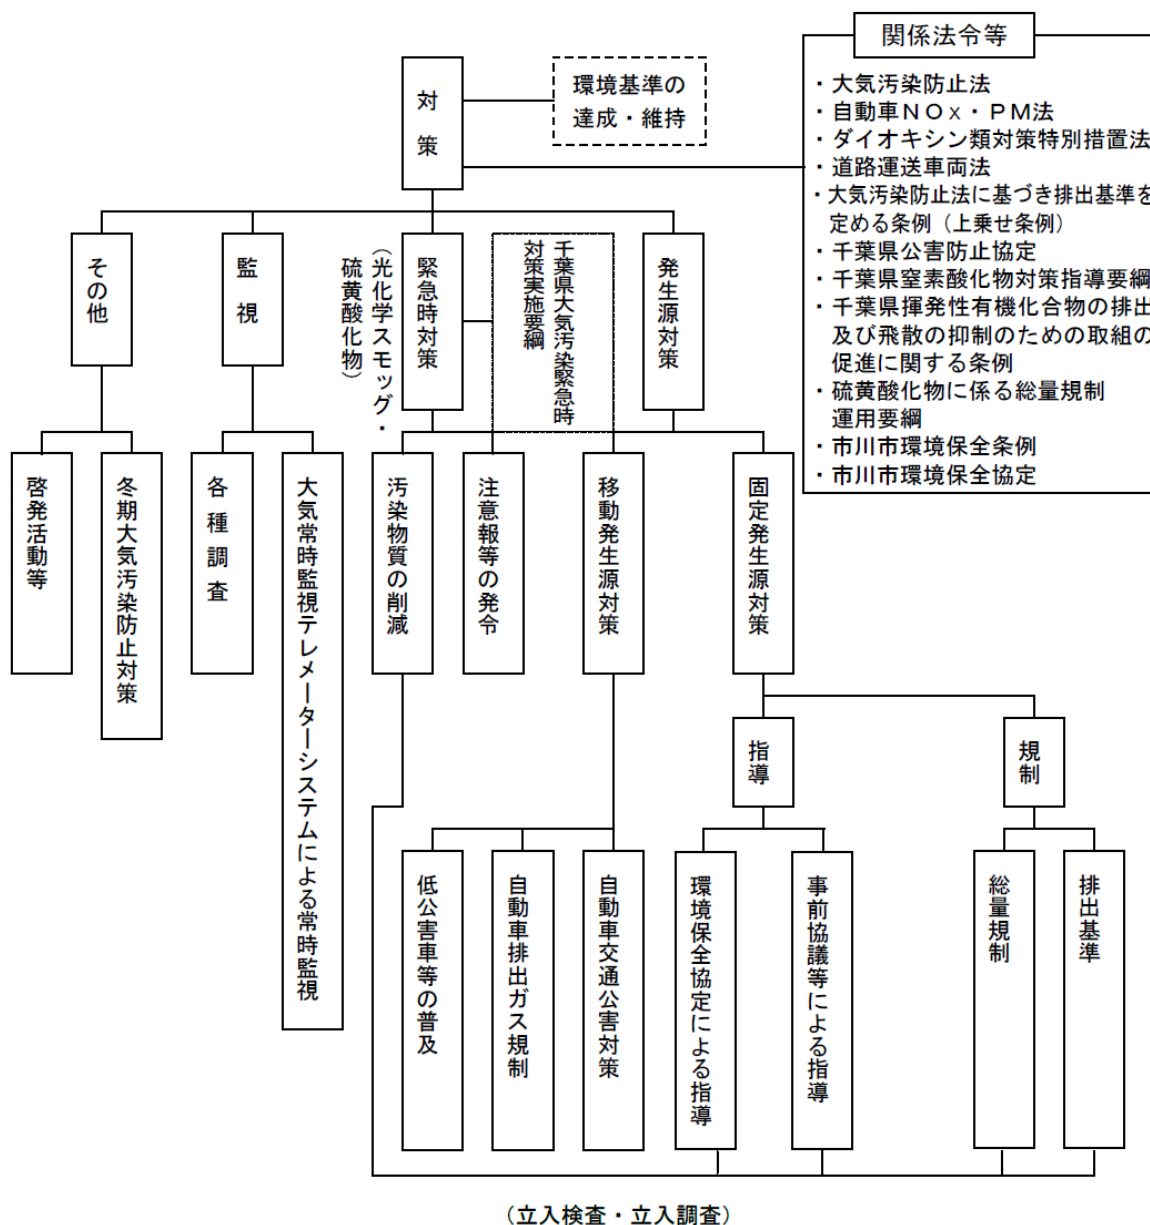 関係法令等
・大気汚染防止法
・自動車ＮＯｘ・ＰＭ法
・ダイオキシン類対策特別措置法
・道路運送車両法
・大気汚染防止法に基づき排出基準を
定める条例（上乗せ条例）
・千葉県公害防止協定
・千葉県窒素酸化物対策指導要綱
・千葉県揮発性有機化合物の排出
及び飛散の抑制のための取組の
促進に関する条例
・硫黄酸化物に係る総量規制
運用要綱
・市川市環境保全条例
・市川市環境保全協定
対策
環境基準の
達成・維持
発生源対策
千葉県大気汚染緊急時
対策実施要綱
緊急時対策
（光化学スモッグ・
硫黄酸化物）
監視
その他
固定発生源対策
移動発生源対策
注意報等の発令
汚染物質の削減
大気常時監視テレメーターシステムによる常時監視
各種調査
冬期大気汚染防止対策
啓発活動等
規制
指導
排出基準
総量規制
事前協議等による指導
環境保全協定による指導
自動車交通公害対策
自動車排出ガス規制
低公害車等の普及
（立入検査・立入調査）